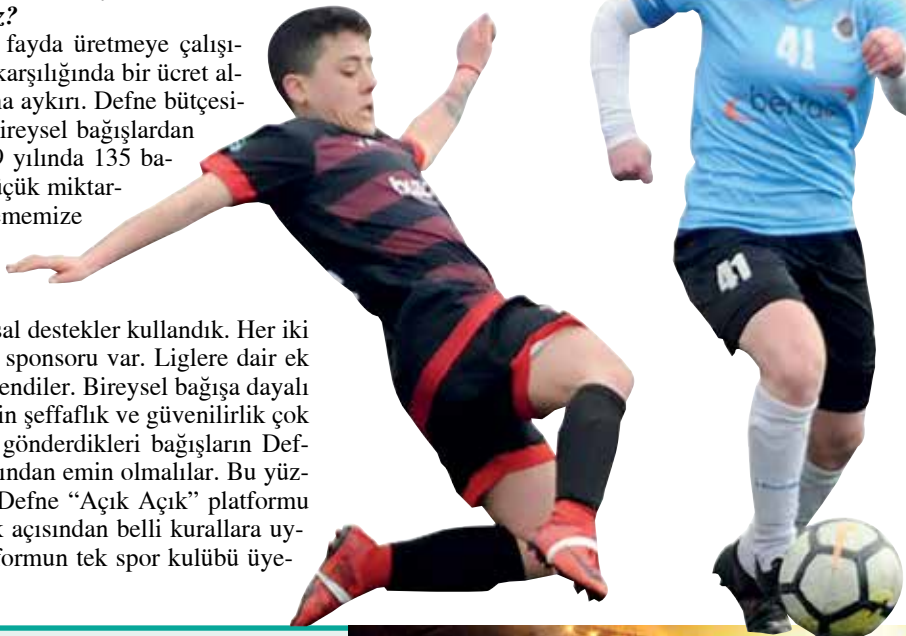 z?
fayda üretmeye çalışı-
karşılığında bir ücret al-
na aykırı. Defne bütçesi-
ireysel bağışlardan
9 yılında 135 ba-
üçük miktar-
memize
sal destekler kullandık. Her iki
sponsoru var. Liglere dair ek
endiler. Bireysel bağışa dayalı
in şeffaflık ve güvenilirlik çok
gönderdikleri bağışların Def-
ından emin olmalılar. Bu yüz-
Defne “Açık Açık” platformu
k açısından belli kurallara uy-
formun tek spor kulübü üye-
41
41